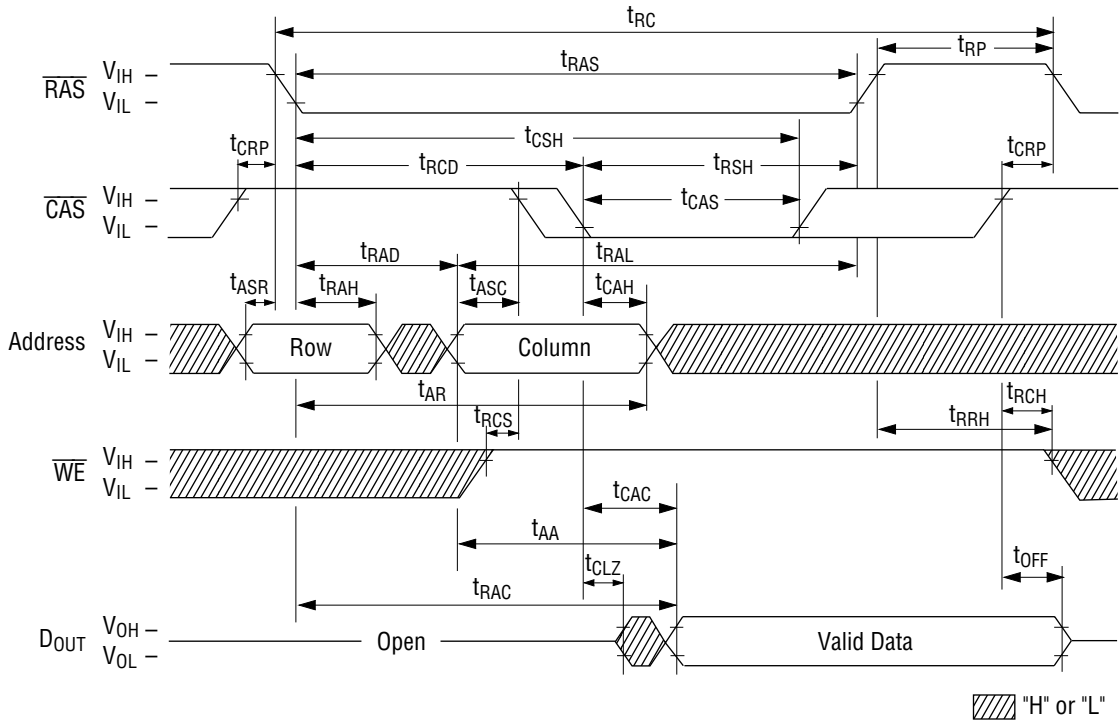 tRC
tRP
RAS VIH
VIL
tRAS
tCSH
tCRP tRCD tRSH tCRP
CAS VIH
VIL
tCAS
tRAD tRAL
tASR tRAH tASC tCAH
Address VIH
VIL
Row Column
tAR
tRCS tRCH
tRRH
WE VIH
VIL
tCAC
tAA
tCLZ tOFF
tRAC
DOUT VOH
VOL
Open Valid Data
"H" or "L"